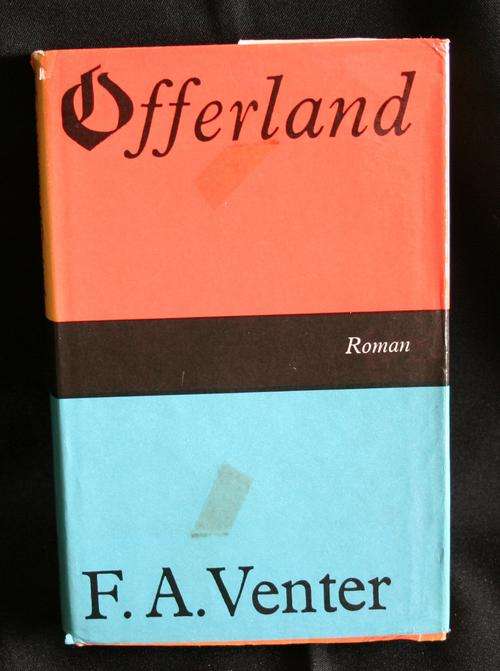 Offerland
Roman
F. A. Venter